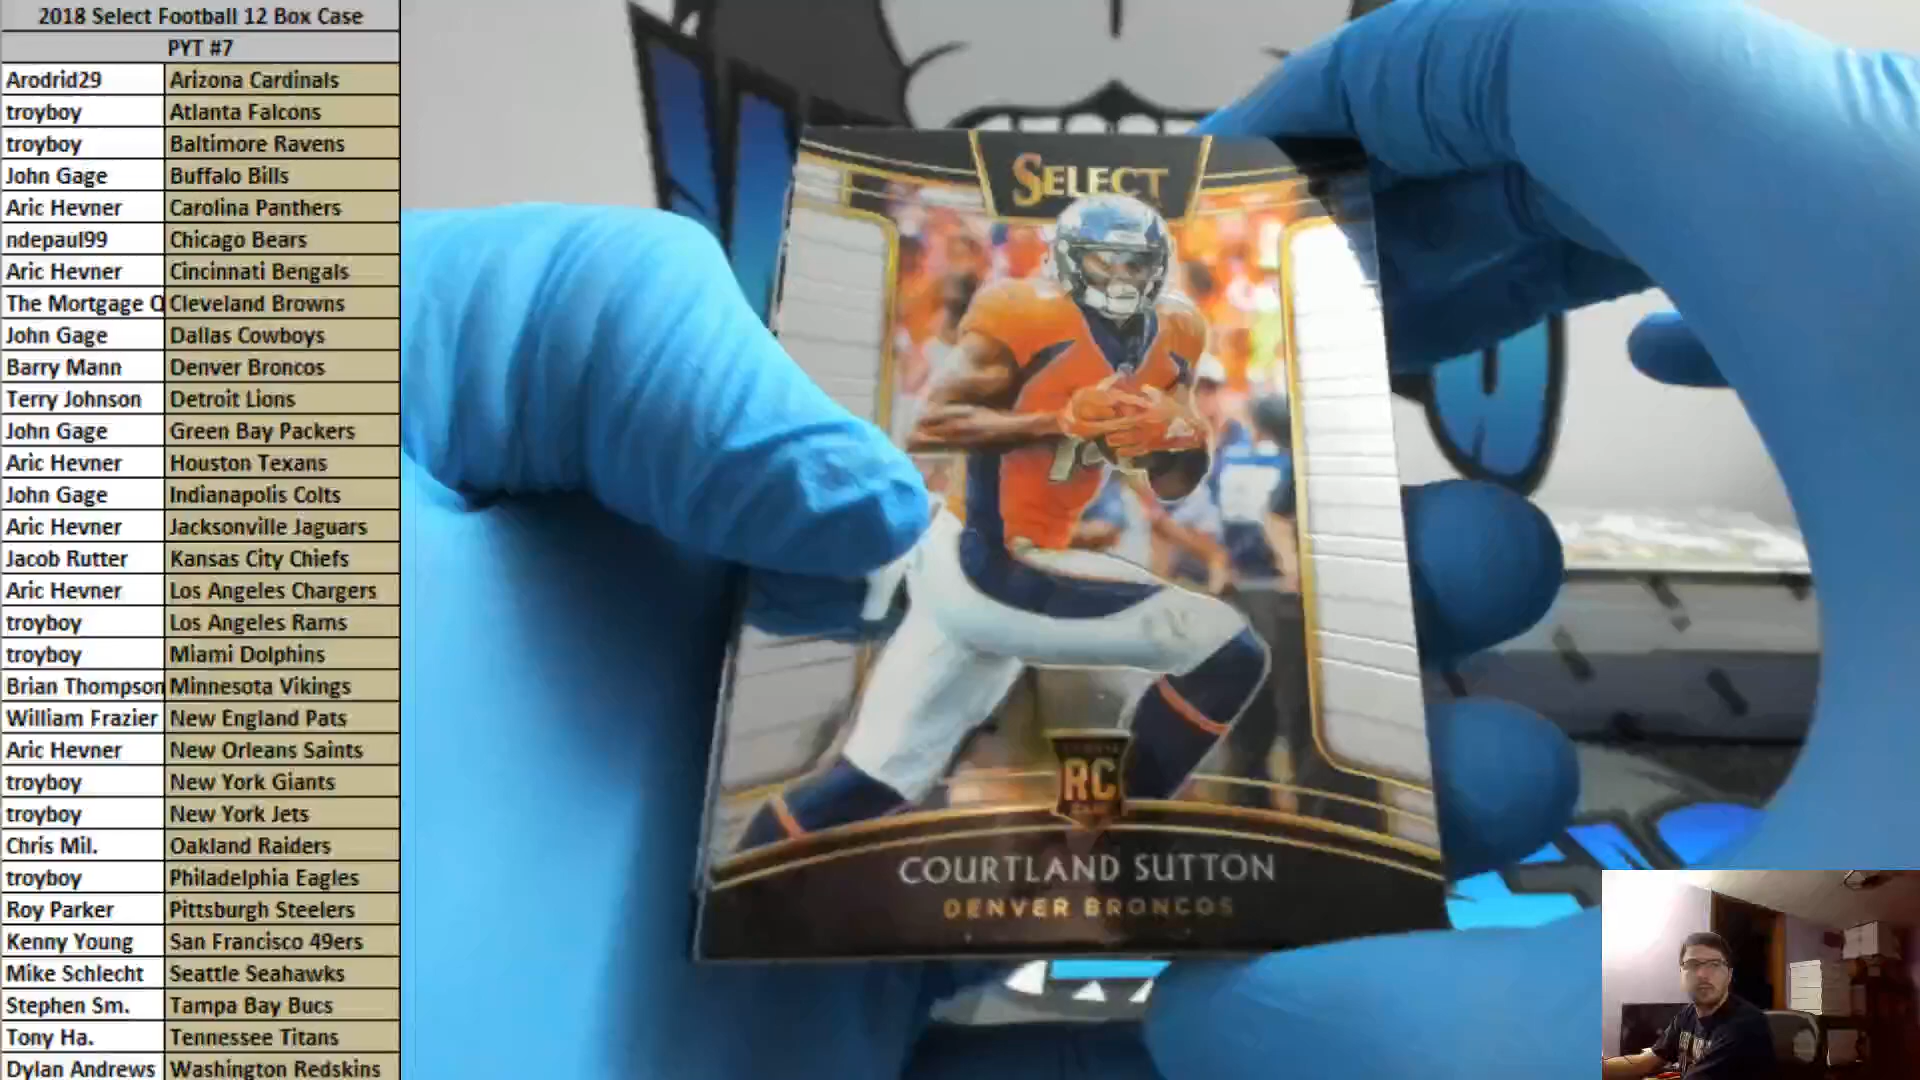 2018 Select Football 12 Box Case
PYT #7
Arodrid29 Arizona Cardinals
troyboy Atlanta Falcons
troyboy Baltimore Ravens
John Gage Buffalo Bills
Aric Hevner Carolina Panthers
ndepaul99 Chicago Bears
Aric Hevner Cincinnati Bengals
The Mortgage Cleveland Browns
John Gage Dallas Cowboys
Barry Mann Denver Broncos
Terry Johnson Detroit Lions
John Gage Green Bay Packers
Aric Hevner Houston Texans
John Gage Indianapolis Colts
Aric Hevner Jacksonville Jaguars
Jacob Rutter Kansas City Chiefs
Aric Hevner Los Angeles Chargers
troyboy Los Angeles Rams
troyboy Miami Dolphins
Brian Thompson Minnesota Vikings
William Frazier New England Pats
Aric Hevner New Orleans Saints
troyboy New York Giants
troyboy New York Jets
Chris Mil. Oakland Raiders
troyboy Philadelphia Eagles
Roy Parker Pittsburgh Steelers
Kenny Young San Francisco 49ers
Mike Schlecht Seattle Seahawks
Stephen Sm. Tampa Bay Bucs
Tony Ha. Tennessee Titans
Dylan Andrews Washington Redskins
SELECT
RC
COURTLAND SUTTON
DENVER BRONCOS